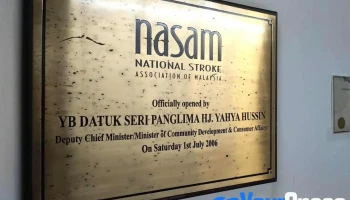 nasam
NATIONAL STROKE
ASSOCIATION OF MALAYSIA
Officially opened by
YB DATUK SERI PANGLIMA HJ. YAHYA HUSSIN
Deputy Chief Minister/Minister of Community Development & Consumer Affairs
On Saturday 1st July 2006